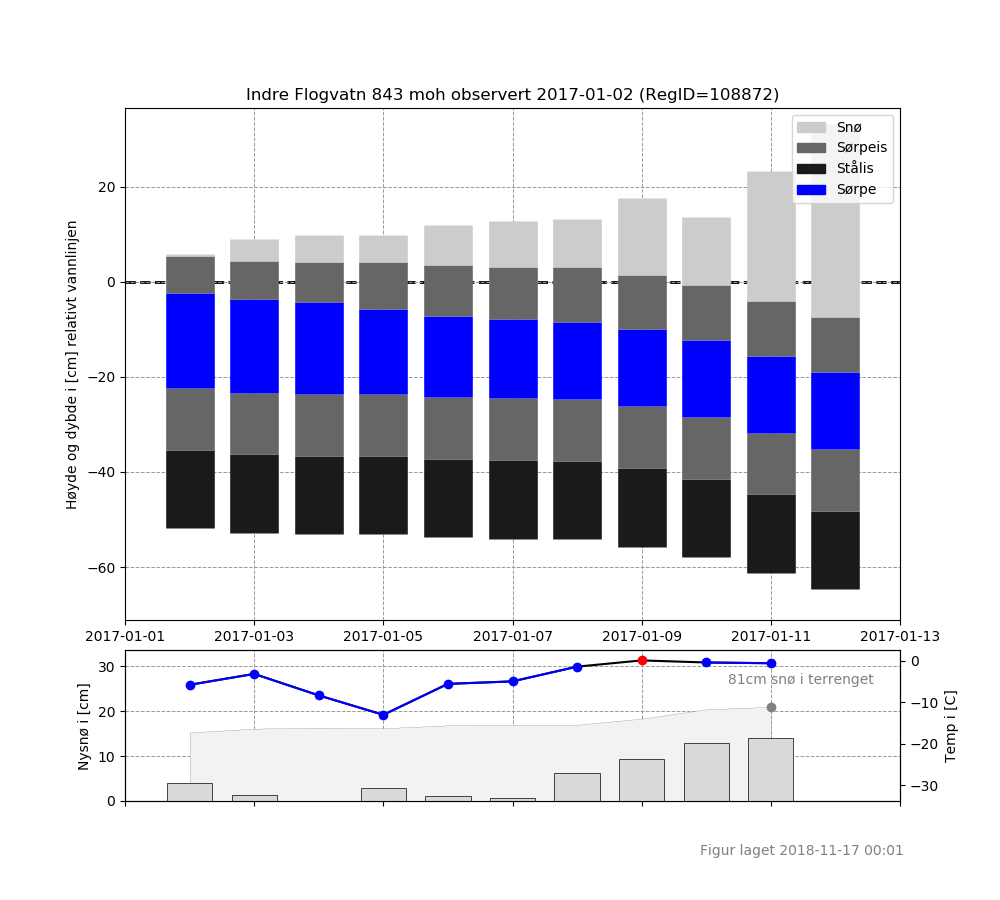 Indre Flogvatn 843 moh observert 2017-01-02 (RegID=108872)
Snø
Sørpeis
Stålis
Sørpe
Høyde og dybde i [cm] relativt vannlinjen
20
0
−20
−40
−60
2017-01-01 2017-01-03 2017-01-05 2017-01-07 2017-01-09 2017-01-11 2017-01-13
Nysnø i [cm]
30
20
10
0
81cm snø i terrenget
0
−10
−20
−30
Temp i [C]
Figur laget 2018-11-17 00:01